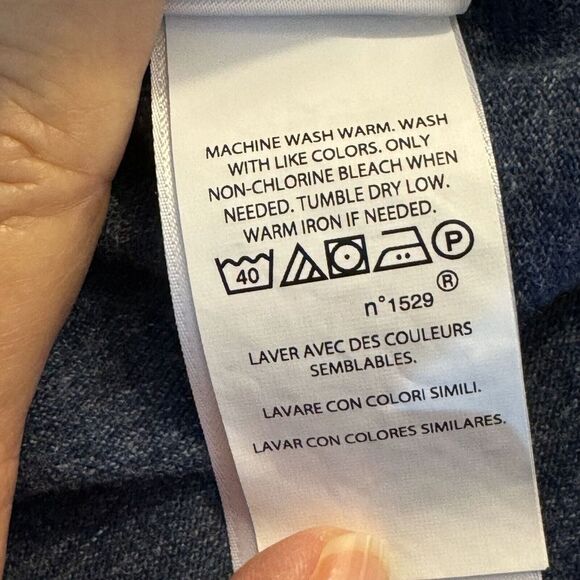 MACHINE WASH WARM. WASH
WITH LIKE COLORS. ONLY
NON-CHLORINE BLEACH WHEN
NEEDED. TUMBLE DRY LOW.
WARM IRON IF NEEDED.
40 P
n°1529 ®
LAVER AVEC DES COULEURS
SEMBLABLES.
LAVARE CON COLORI SIMILI.
LAVAR CON COLORES SIMILARES.